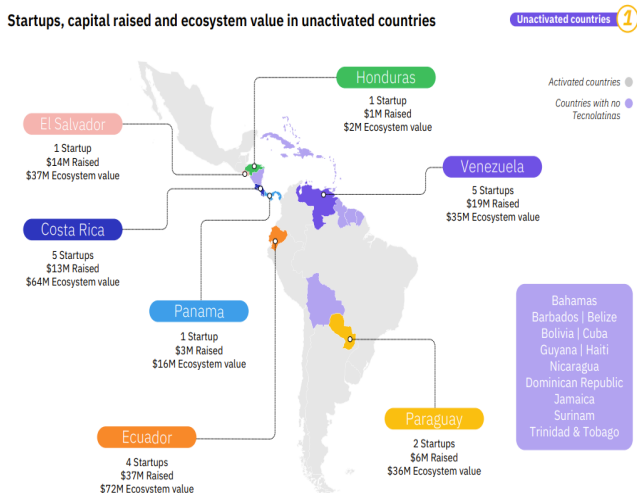 Startups, capital raised and ecosystem value in unactivated countries
Unactivated countries 1
Activated countries
Countries with no
Tecnolatinas
Honduras
1 Startup
$1M Raised
$2M Ecosystem value
El Salvador
1 Startup
$14M Raised
$37M Ecosystem value
Venezuela
5 Startups
$19M Raised
$35M Ecosystem value
Costa Rica
5 Startups
$13M Raised
$64M Ecosystem value
Panama
1 Startup
$3M Raised
$16M Ecosystem value
Bahamas
Barbados | Belize
Bolivia | Cuba
Guyana | Haiti
Nicaragua
Dominican Republic
Jamaica
Surinam
Trinidad & Tobago
Ecuador
4 Startups
$37M Raised
$72M Ecosystem value
Paraguay
2 Startups
$6M Raised
$36M Ecosystem value